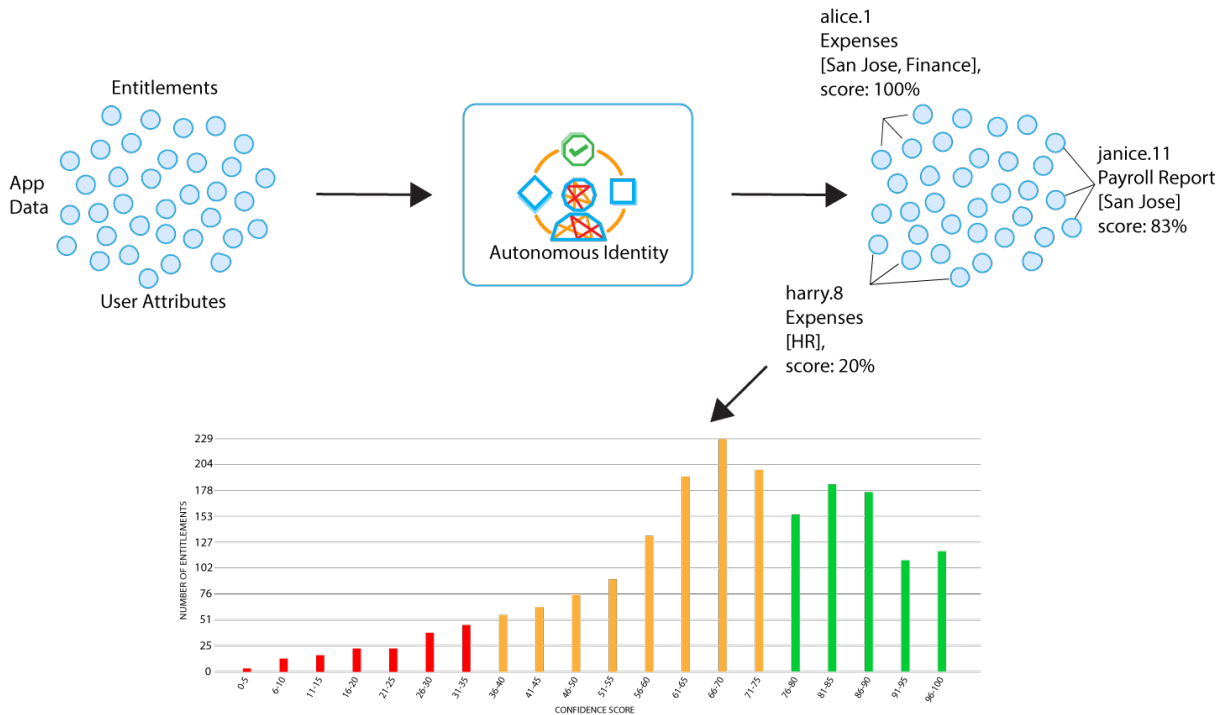 Entitlements
App
Data
User Attributes
Autonomous Identity
alice.1
Expenses
[San Jose, Finance],
score: 100%
janice.11
Payroll Report
[San Jose]
score: 83%
harry.8
Expenses
[HR],
score: 20%
NUMBER OF ENTITLEMENTS
229
204
178
153
127
102
76
51
25
0
0-5
6-10
11-15
16-20
21-25
26-30
31-35
36-40
41-45
46-50
51-55
56-60
61-65
66-70
71-75
76-80
81-85
86-90
91-95
96-100
CONFIDENCE SCORE